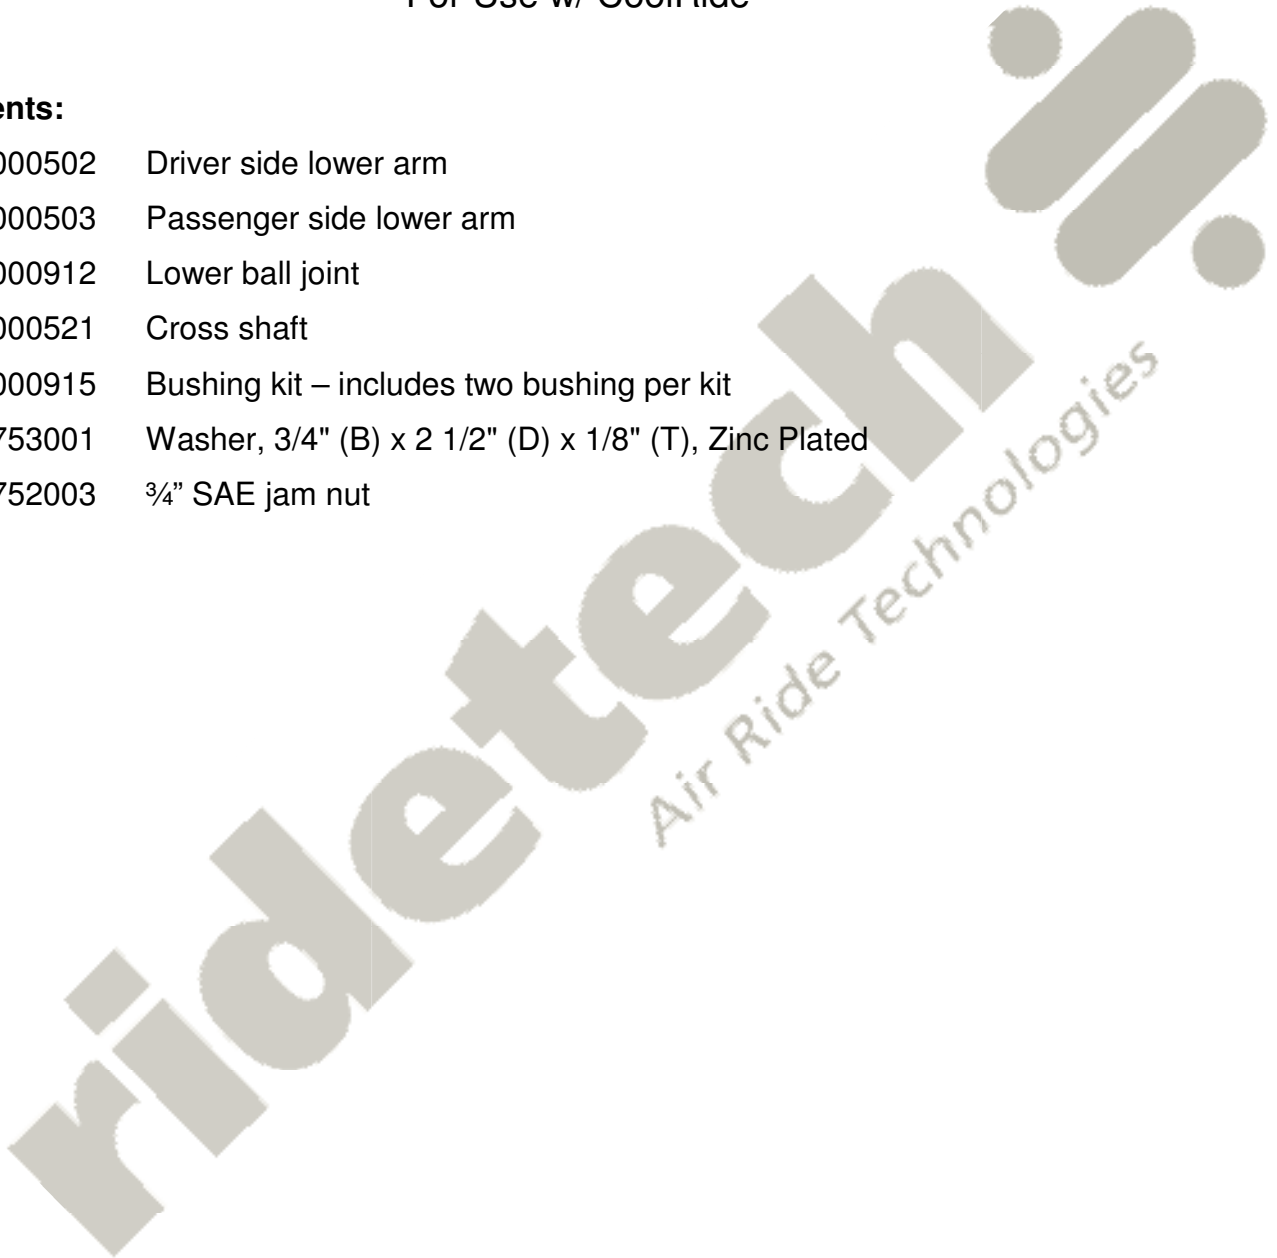 For Use w/ CoolRide
ents:
000502 Driver side lower arm
000503 Passenger side lower arm
000912 Lower ball joint
000521 Cross shaft
000915 Bushing kit – includes two bushing per kit
753001 Washer, 3/4" (B) x 2 1/2" (D) x 1/8" (T), Zinc Plated
752003 ¾” SAE jam nut
ridetech
Air Ride Technologies